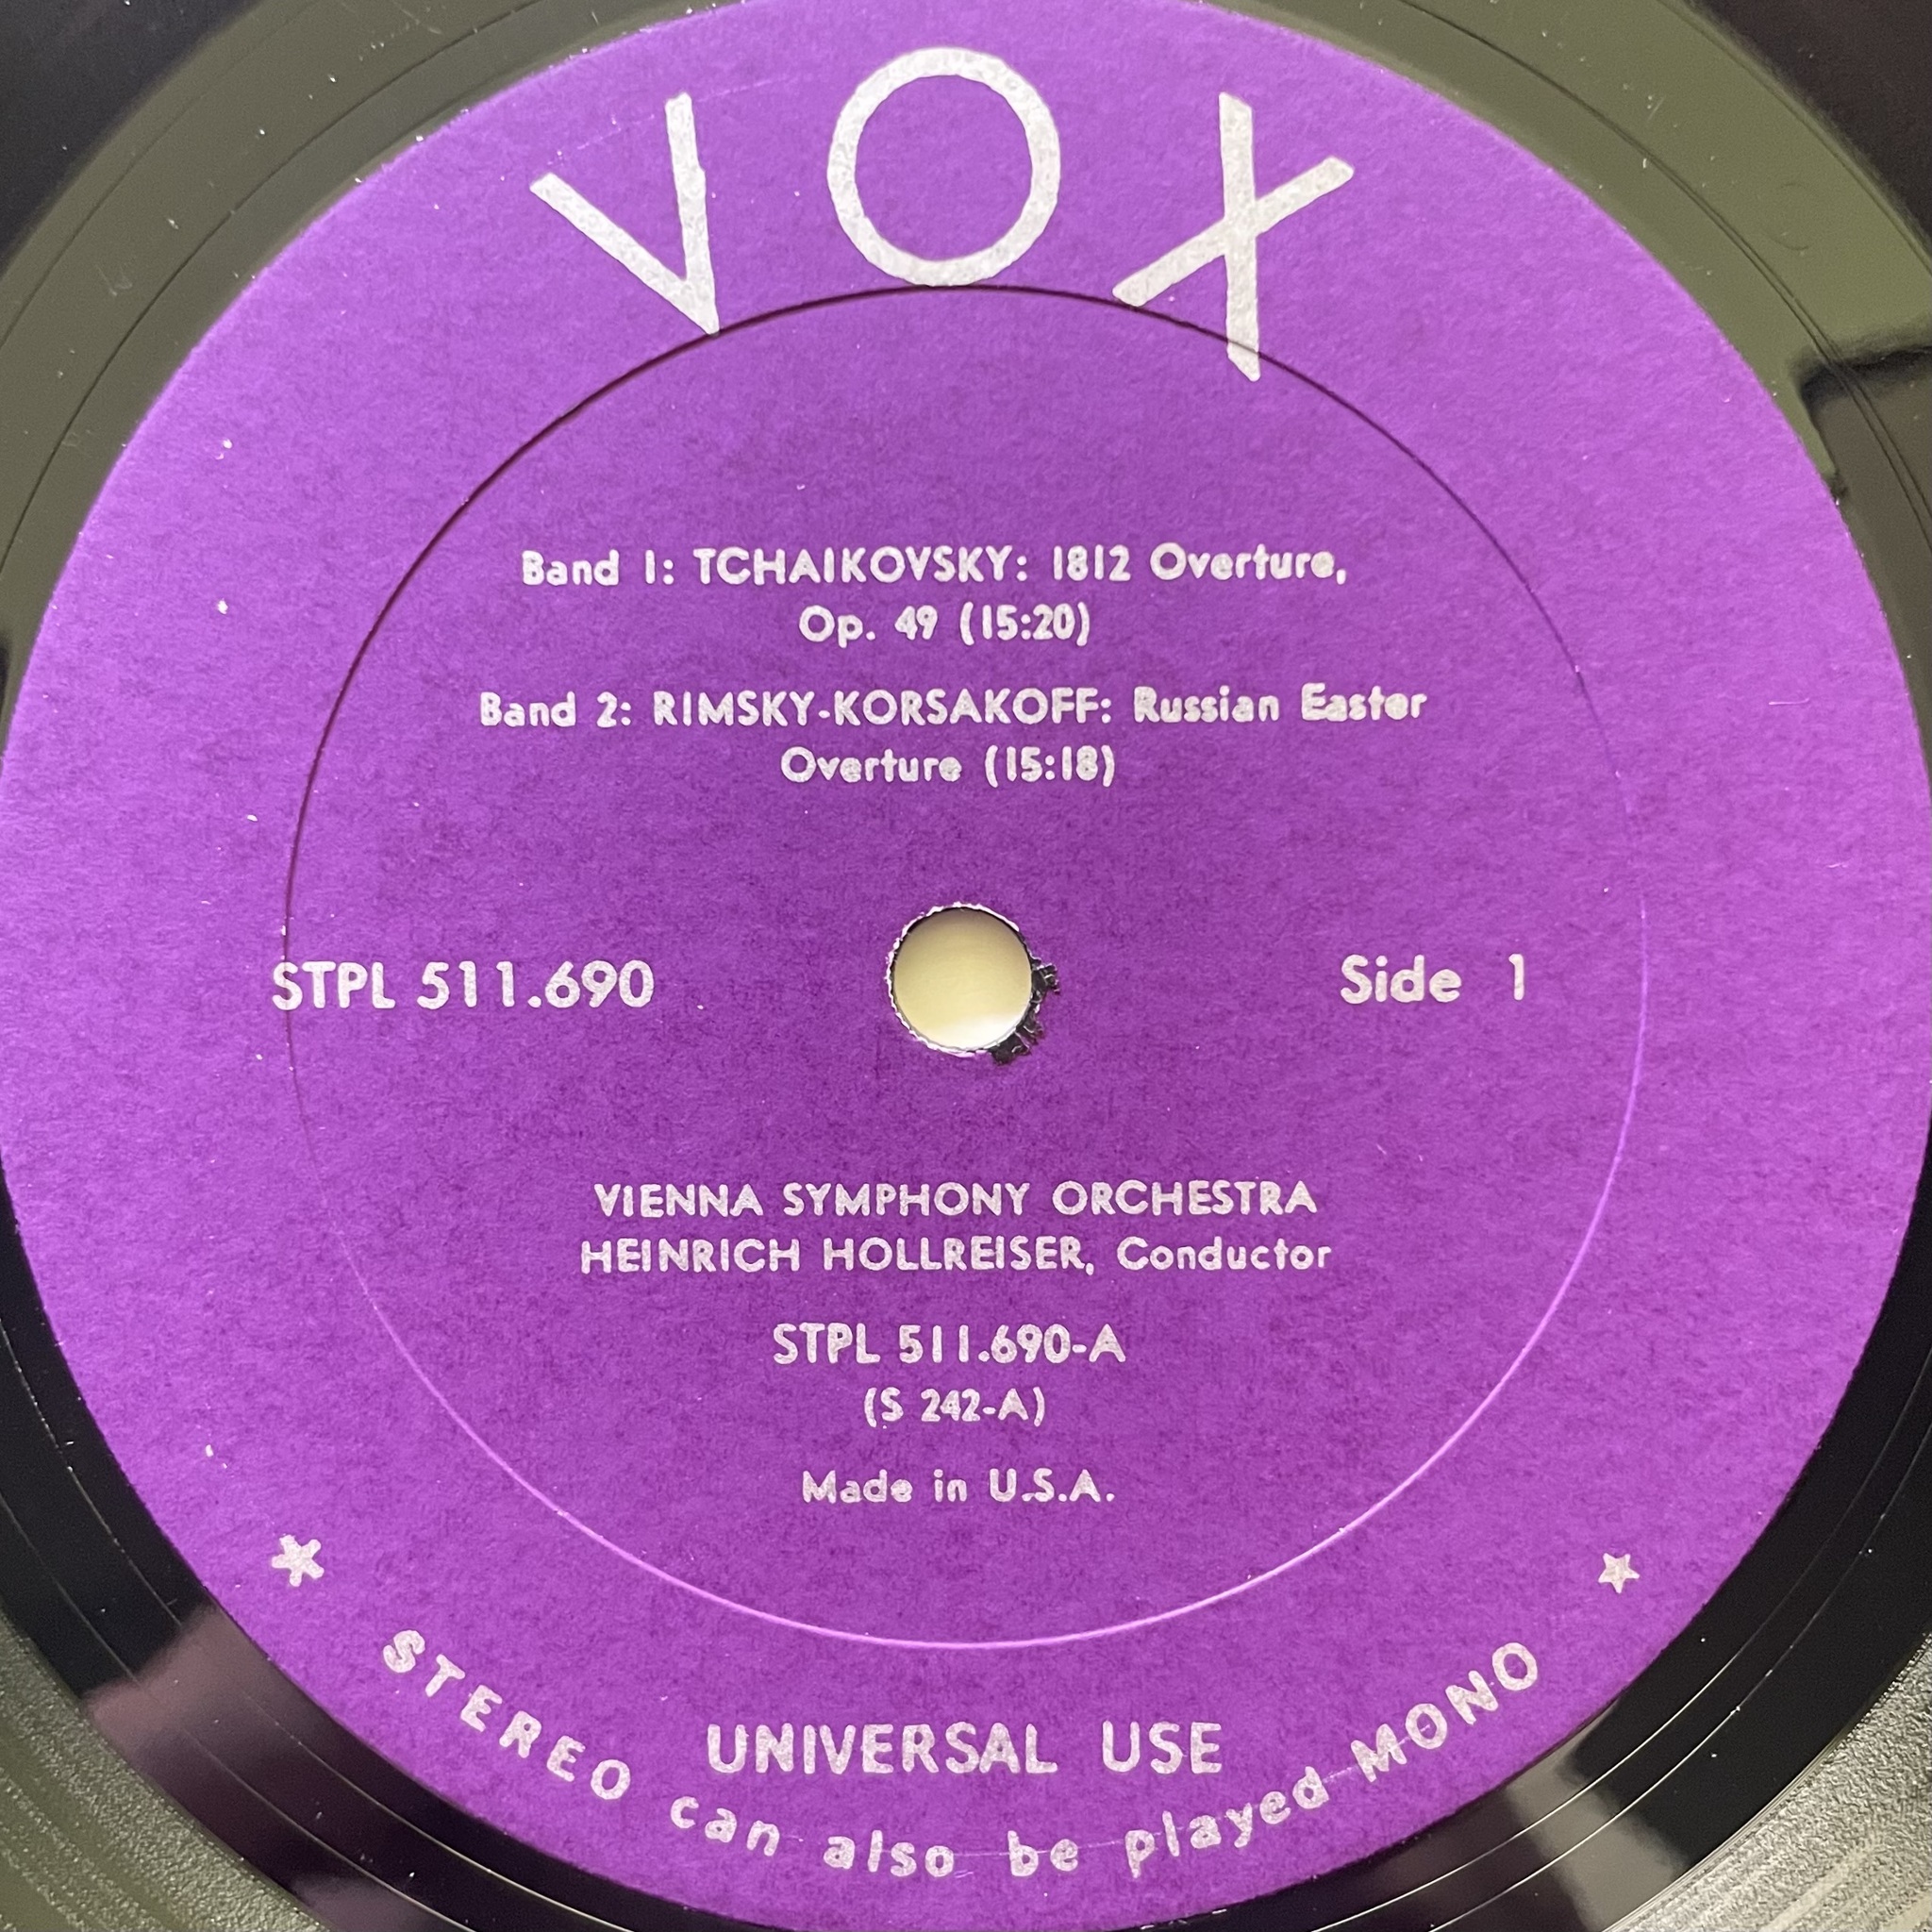 VOX
Band 1: TCHAIKOVSKY: 1812 Overture,
Op. 49 (15:20)
Band 2: RIMSKY-KORSAKOFF: Russian Easter
Overture (15:18)
STPL 511.690
Side 1
VIENNA SYMPHONY ORCHESTRA
HEINRICH HOLLREISER, Conductor
STPL 511.690-A
(S 242-A)
Made in U.S.A.
UNIVERSAL USE
STEREO can also be played MONO